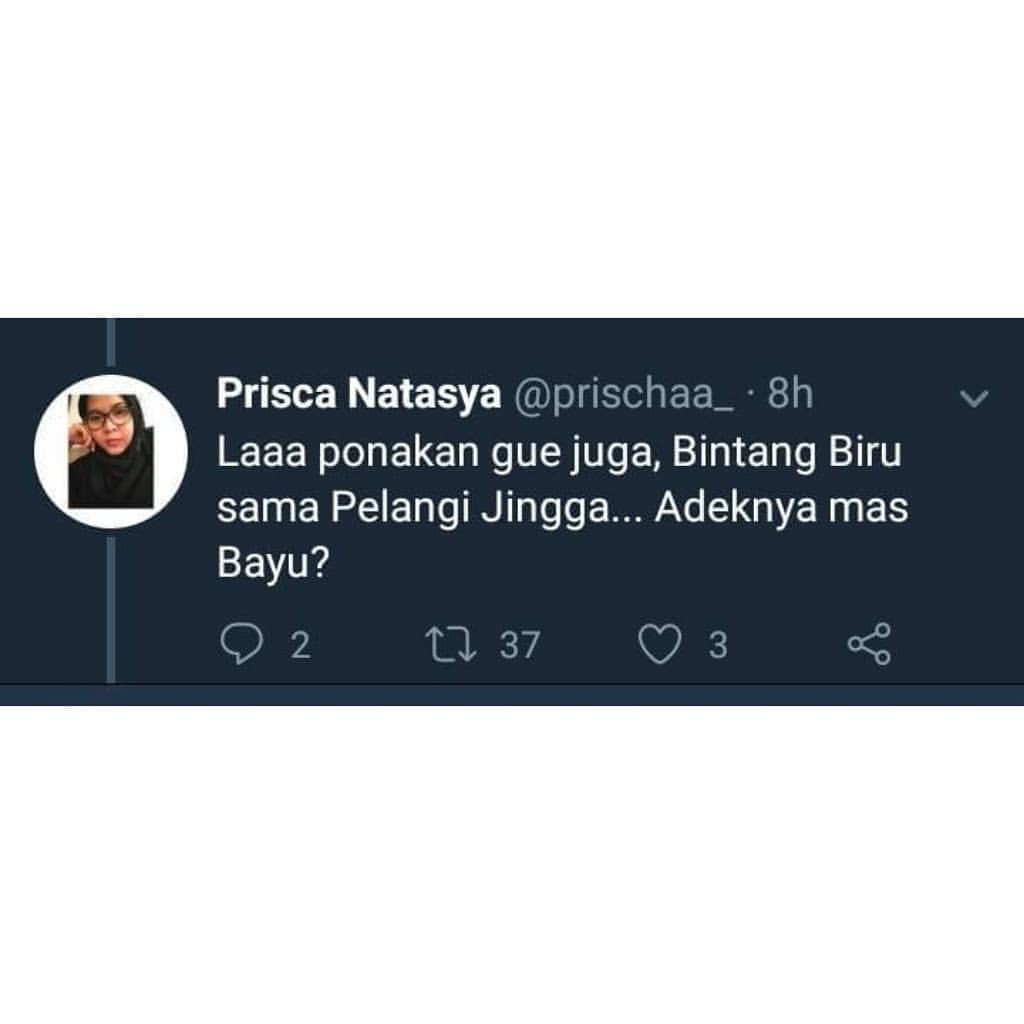 Prisca Natasya @prischaa_ · 8h
Laaa ponakan gue juga, Bintang Biru
sama Pelangi Jingga... Adeknya mas
Bayu?
2 37 3